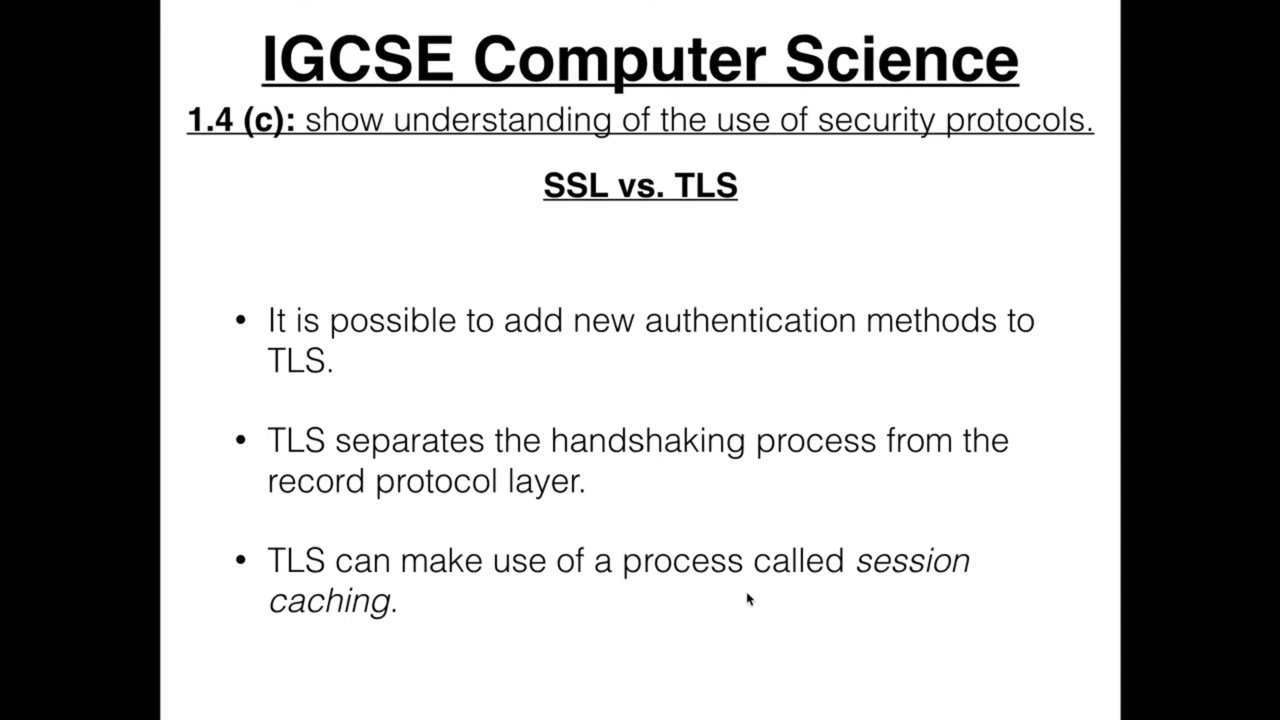 IGCSE Computer Science
1.4 (c): show understanding of the use of security protocols.
SSL vs. TLS
• It is possible to add new authentication methods to
TLS.
• TLS separates the handshaking process from the
record protocol layer.
• TLS can make use of a process called session
caching.